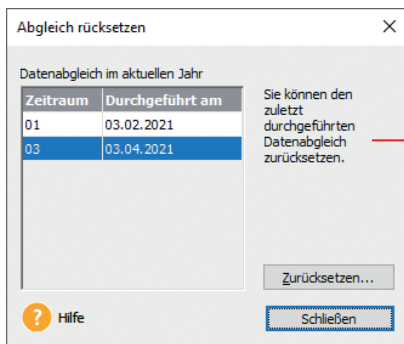 Abgleich rücksetzen
Datenabgleich im aktuellen Jahr
Zeitraum Durchgeführt am
01 03.02.2021
03 03.04.2021
Sie können den
zuletzt
durchgeführten
Datenabgleich
zurücksetzen.
Zurücksetzen...
? Hilfe
Schließen